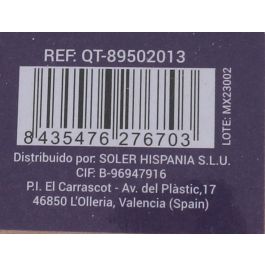 REF: QT-89502013
8 435476 276703
LOTE: MX23002
Distribuido por: SOLER HISPANIA S.L.U.
CIF: B-96947916
P.I. El Carrascot - Av. del Plàstic,17
46850 L'Olleria, Valencia (Spain)